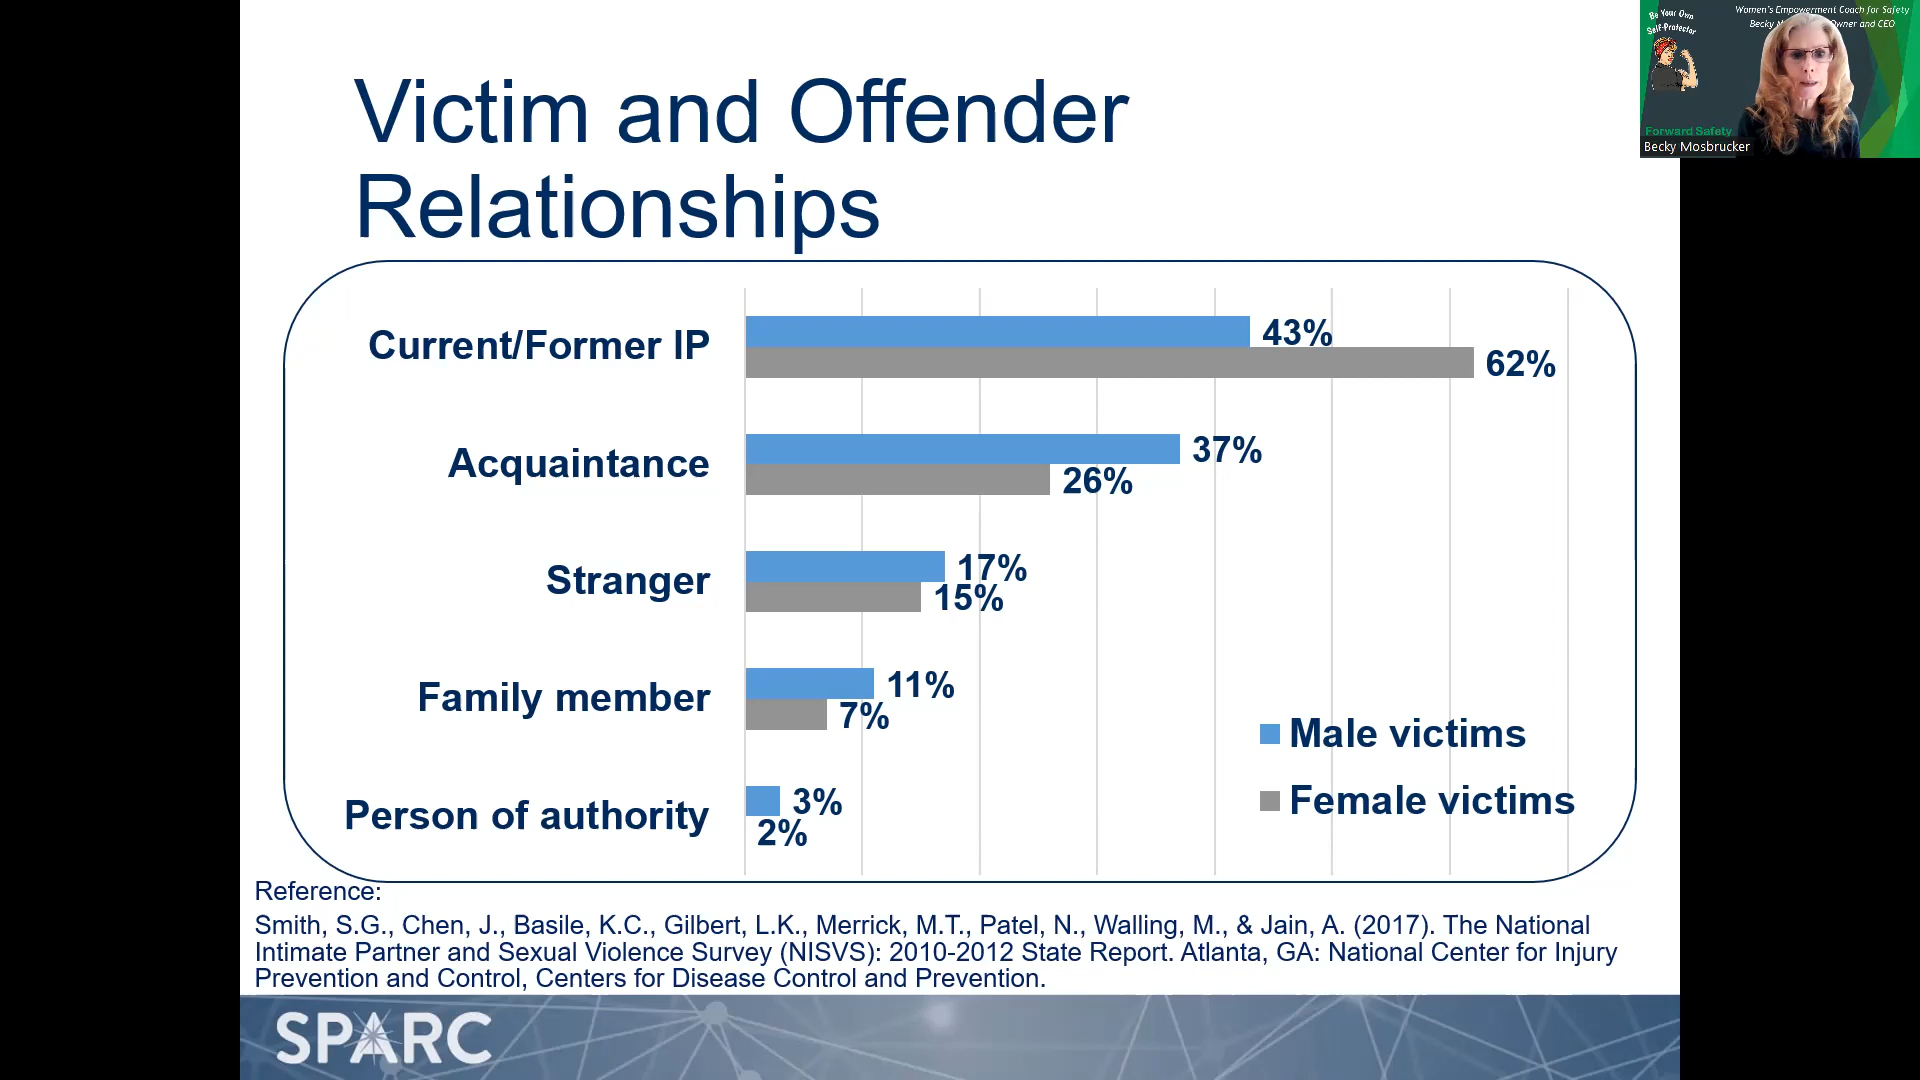 Victim and Offender
Relationships
Current/Former IP
43%
62%
Acquaintance
37%
26%
Stranger
17%
15%
Family member
11%
7%
Person of authority
3%
2%
Male victims
Female victims
Reference:
Smith, S.G., Chen, J., Basile, K.C., Gilbert, L.K., Merrick, M.T., Patel, N., Walling, M., & Jain, A. (2017). The National
Intimate Partner and Sexual Violence Survey (NISVS): 2010-2012 State Report. Atlanta, GA: National Center for Injury
Prevention and Control, Centers for Disease Control and Prevention.
SPARC
Be Your Own
Self-Protector
Women's Empowerment Coach for Safety
Becky Owner and CEO
Forward Safety
Becky Mosbrucker